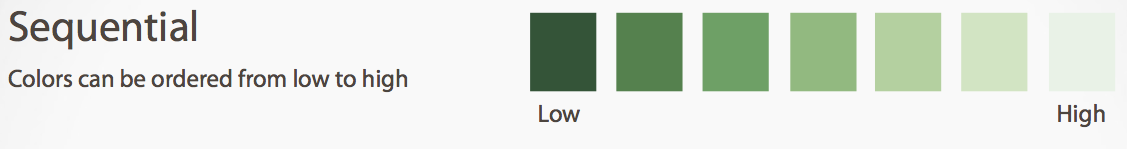 Sequential
Colors can be ordered from low to high
Low
High